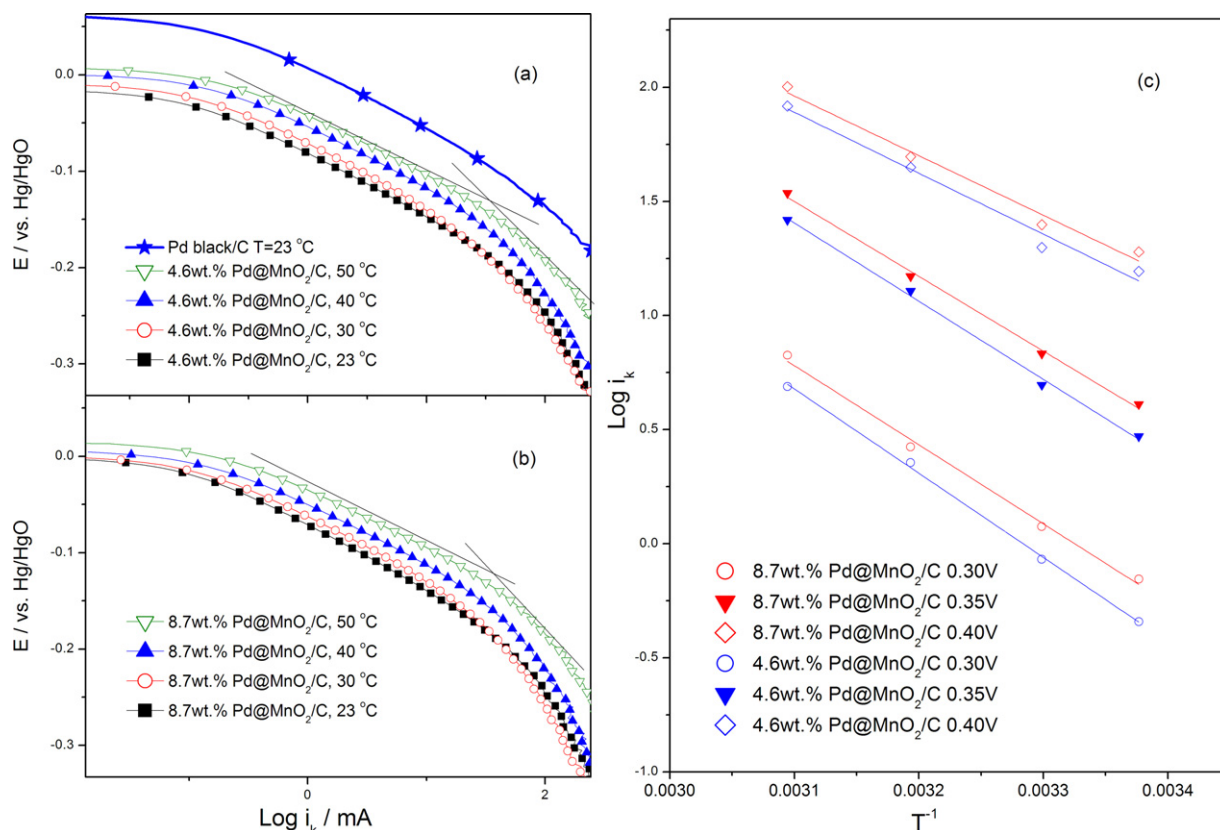 (a)
0.0
-0.1
-0.2
-0.3
E / vs. Hg/HgO
Pd black/C T=23 °C
4.6wt.% Pd@MnO₂/C, 50 °C
4.6wt.% Pd@MnO₂/C, 40 °C
4.6wt.% Pd@MnO₂/C, 30 °C
4.6wt.% Pd@MnO₂/C, 23 °C
(b)
0.0
-0.1
-0.2
-0.3
E / vs. Hg/HgO
8.7wt.% Pd@MnO₂/C, 50 °C
8.7wt.% Pd@MnO₂/C, 40 °C
8.7wt.% Pd@MnO₂/C, 30 °C
8.7wt.% Pd@MnO₂/C, 23 °C
0 2
Log iₖ / mA
(c)
2.0
1.5
1.0
0.5
0.0
-0.5
-1.0
Log iₖ
8.7wt.% Pd@MnO₂/C 0.30V
8.7wt.% Pd@MnO₂/C 0.35V
8.7wt.% Pd@MnO₂/C 0.40V
4.6wt.% Pd@MnO₂/C 0.30V
4.6wt.% Pd@MnO₂/C 0.35V
4.6wt.% Pd@MnO₂/C 0.40V
0.0030 0.0031 0.0032 0.0033 0.0034
T⁻¹